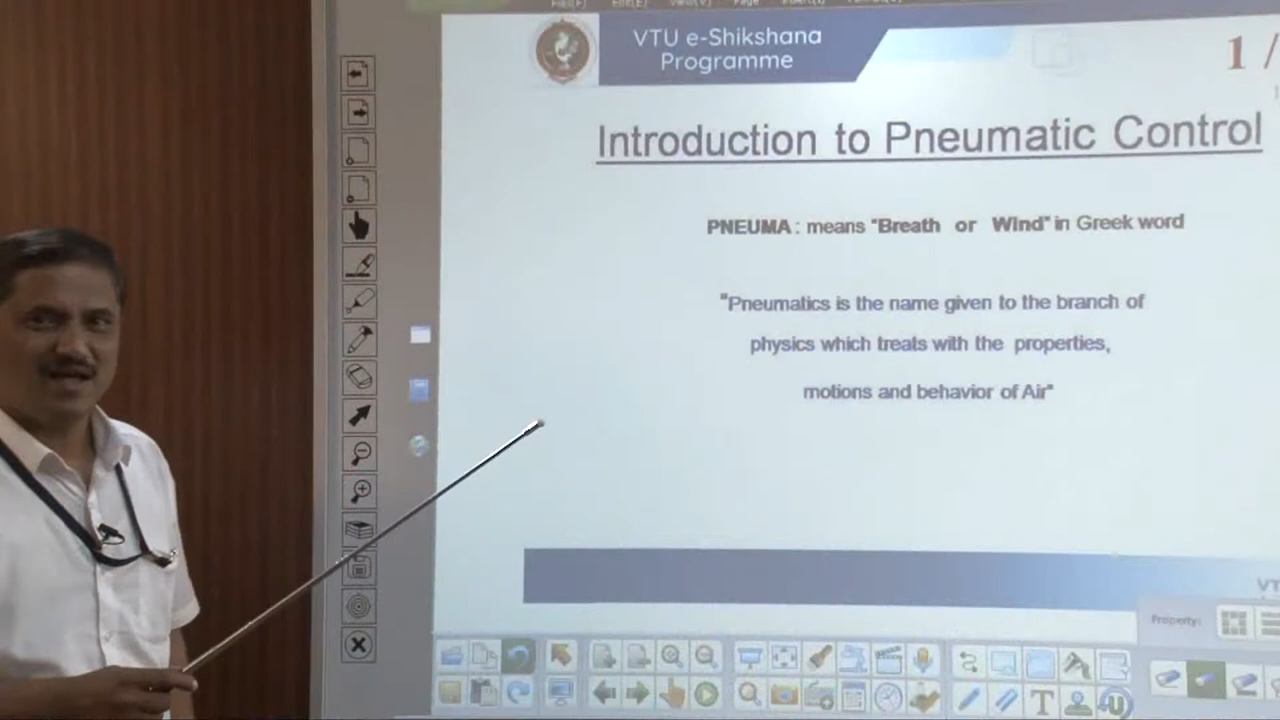 VTU e-Shikshana
Programme
1 /
Introduction to Pneumatic Control
PNEUMA : means "Breath or Wind" in Greek word
"Pneumatics is the name given to the branch of
physics which treats with the properties,
motions and behavior of Air"
VT
Property: